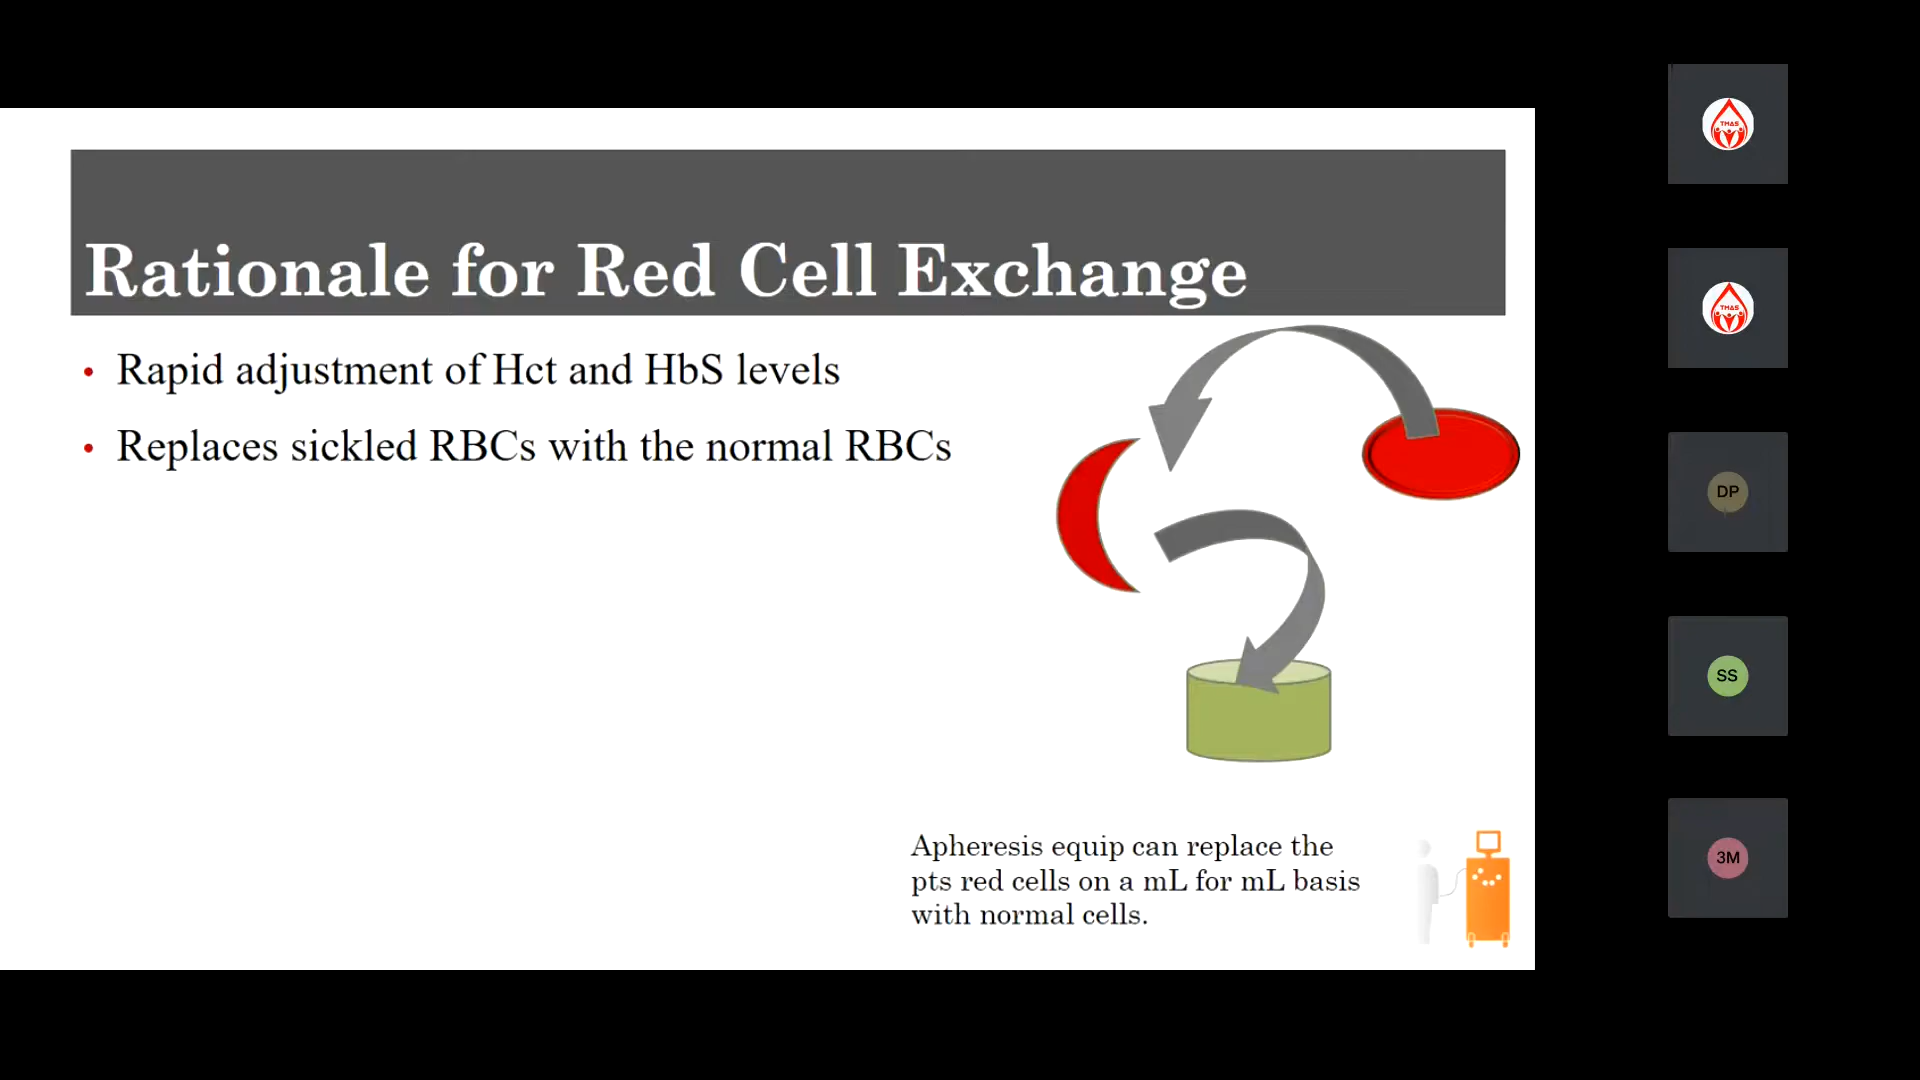 Rationale for Red Cell Exchange
• Rapid adjustment of Hct and HbS levels
• Replaces sickled RBCs with the normal RBCs
Apheresis equip can replace the
pts red cells on a mL for mL basis
with normal cells.
TMAS
TMAS
DP
SS
3M